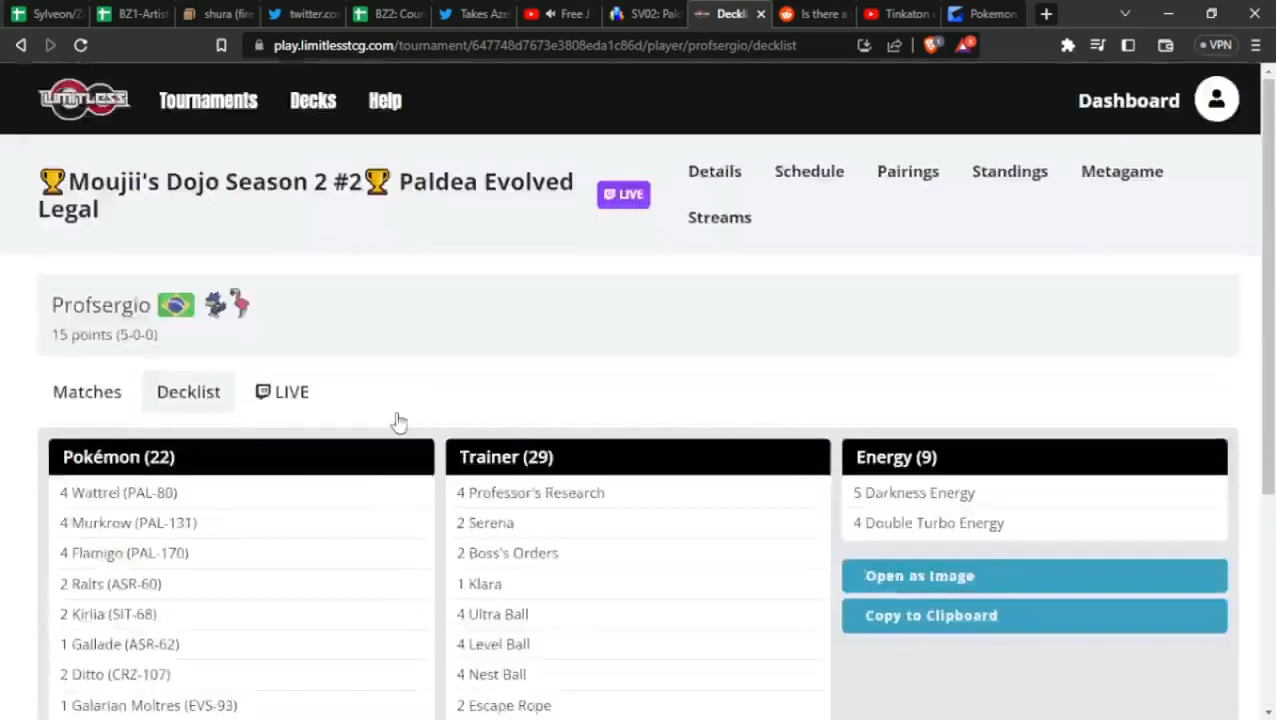 Sylveon/Z
BZ1-Artist
shura (fire
twitter.co
BZ2: Cour
Takes Aze
Free J
SV02: Pal
Deckli
Is there a
Tinkaton
Pokemon
play.limitlesstcg.com/tournament/647748d7673e3808eda1c86d/player/profsergio/decklist
VPN
LIMITLESS
Tournaments
Decks
Help
Dashboard
🏆Moujii's Dojo Season 2 #2🏆 Paldea Evolved
Legal
LIVE
Details
Schedule
Pairings
Standings
Metagame
Streams
Profsergio
15 points (5-0-0)
Matches
Decklist
LIVE
Pokémon (22)
4 Wattrel (PAL-80)
4 Murkrow (PAL-131)
4 Flamigo (PAL-170)
2 Ralts (ASR-60)
2 Kirlia (SIT-68)
1 Gallade (ASR-62)
2 Ditto (CRZ-107)
1 Galarian Moltres (EVS-93)
Trainer (29)
4 Professor's Research
2 Serena
2 Boss's Orders
1 Klara
4 Ultra Ball
4 Level Ball
4 Nest Ball
2 Escape Rope
Energy (9)
5 Darkness Energy
4 Double Turbo Energy
Open as Image
Copy to Clipboard